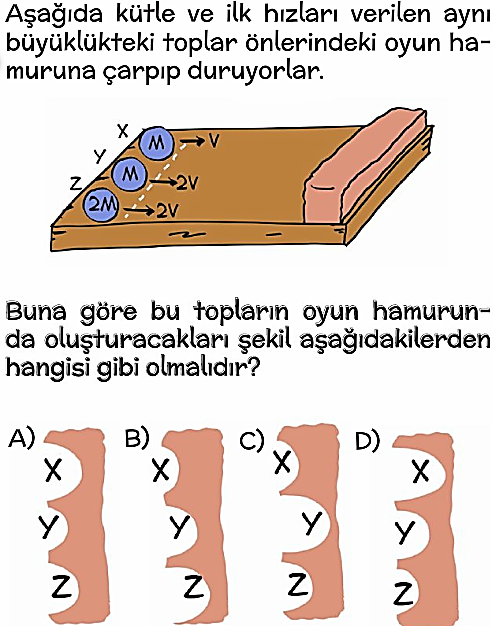 Aşağıda kütle ve ilk hızları verilen aynı
büyüklükteki toplar önlerindeki oyun ha-
muruna çarpıp duruyorlar.
X M V
Y M 2V
Z 2M 2V
Buna göre bu topların oyun hamurun-
da oluşturacakları şekil aşağıdakilerden
hangisi gibi olmalıdır?
A) B) C) D)
X X X X
Y Y Y Y
Z Z Z Z